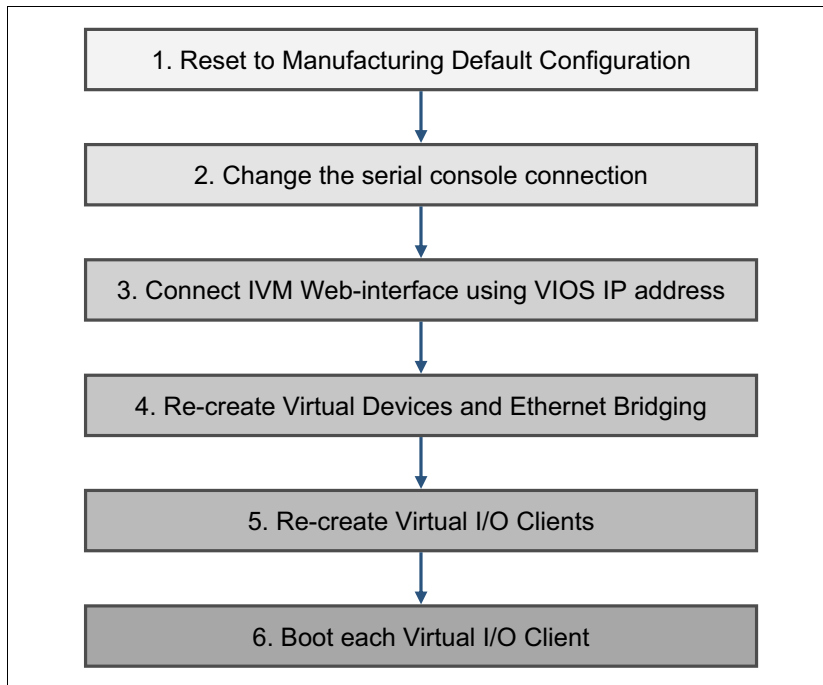 1. Reset to Manufacturing Default Configuration
2. Change the serial console connection
3. Connect IVM Web-interface using VIOS IP address
4. Re-create Virtual Devices and Ethernet Bridging
5. Re-create Virtual I/O Clients
6. Boot each Virtual I/O Client